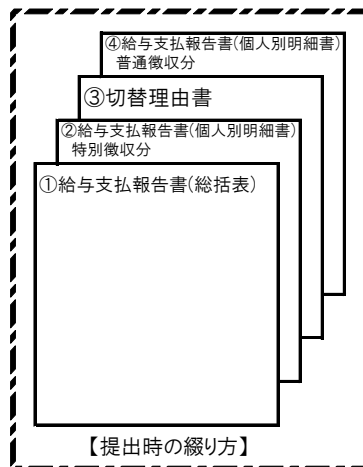 ④給与支払報告書(個人別明細書)
普通徴収分
③切替理由書
②給与支払報告書(個人別明細書)
特別徴収分
①給与支払報告書(総括表)
【提出時の綴り方】